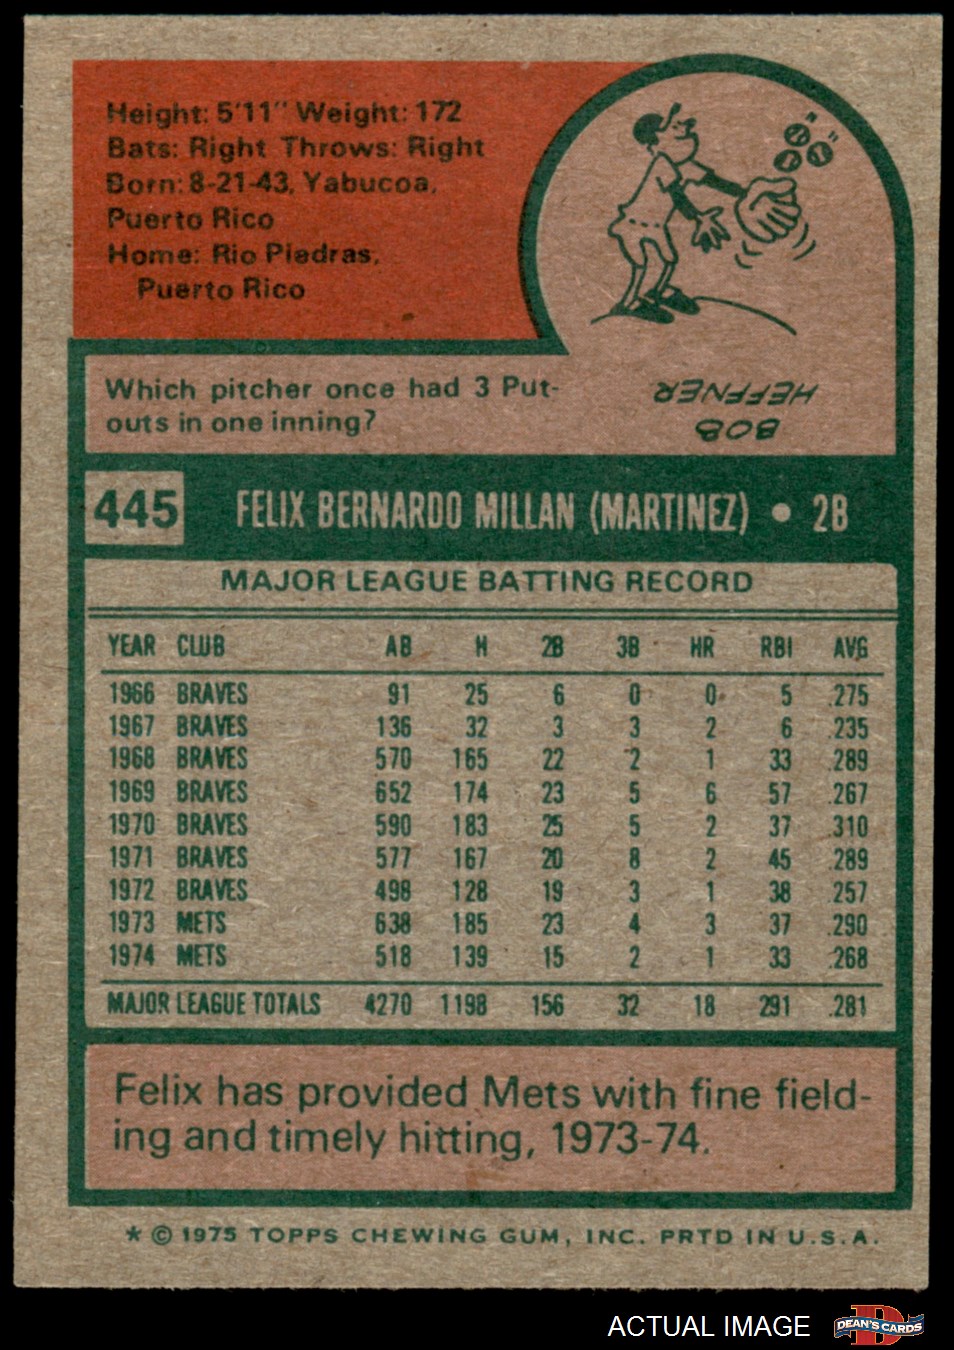 Height: 5'11" Weight: 172
Bats: Right Throws: Right
Born: 8-21-43, Yabucoa,
Puerto Rico
Home: Rio Piedras,
Puerto Rico
Which pitcher once had 3 Put-
outs in one inning?
BOB
HEFFNER
445 FELIX BERNARDO MILLAN (MARTINEZ) • 2B
MAJOR LEAGUE BATTING RECORD
YEAR CLUB AB H 2B 3B HR RBI AVG
1966 BRAVES 91 25 6 0 0 5 .275
1967 BRAVES 136 32 3 3 2 6 .235
1968 BRAVES 570 165 22 2 1 33 .289
1969 BRAVES 652 174 23 5 6 57 .267
1970 BRAVES 590 183 25 5 2 37 .310
1971 BRAVES 577 167 20 8 2 45 .289
1972 BRAVES 498 128 19 3 1 38 .257
1973 METS 638 185 23 4 3 37 .290
1974 METS 518 139 15 2 1 33 .268
MAJOR LEAGUE TOTALS 4270 1198 156 32 18 291 .281
Felix has provided Mets with fine field-
ing and timely hitting, 1973-74.
* © 1975 TOPPS CHEWING GUM, INC. PRTD IN U.S.A.
ACTUAL IMAGE
D
DEAN'S CARDS